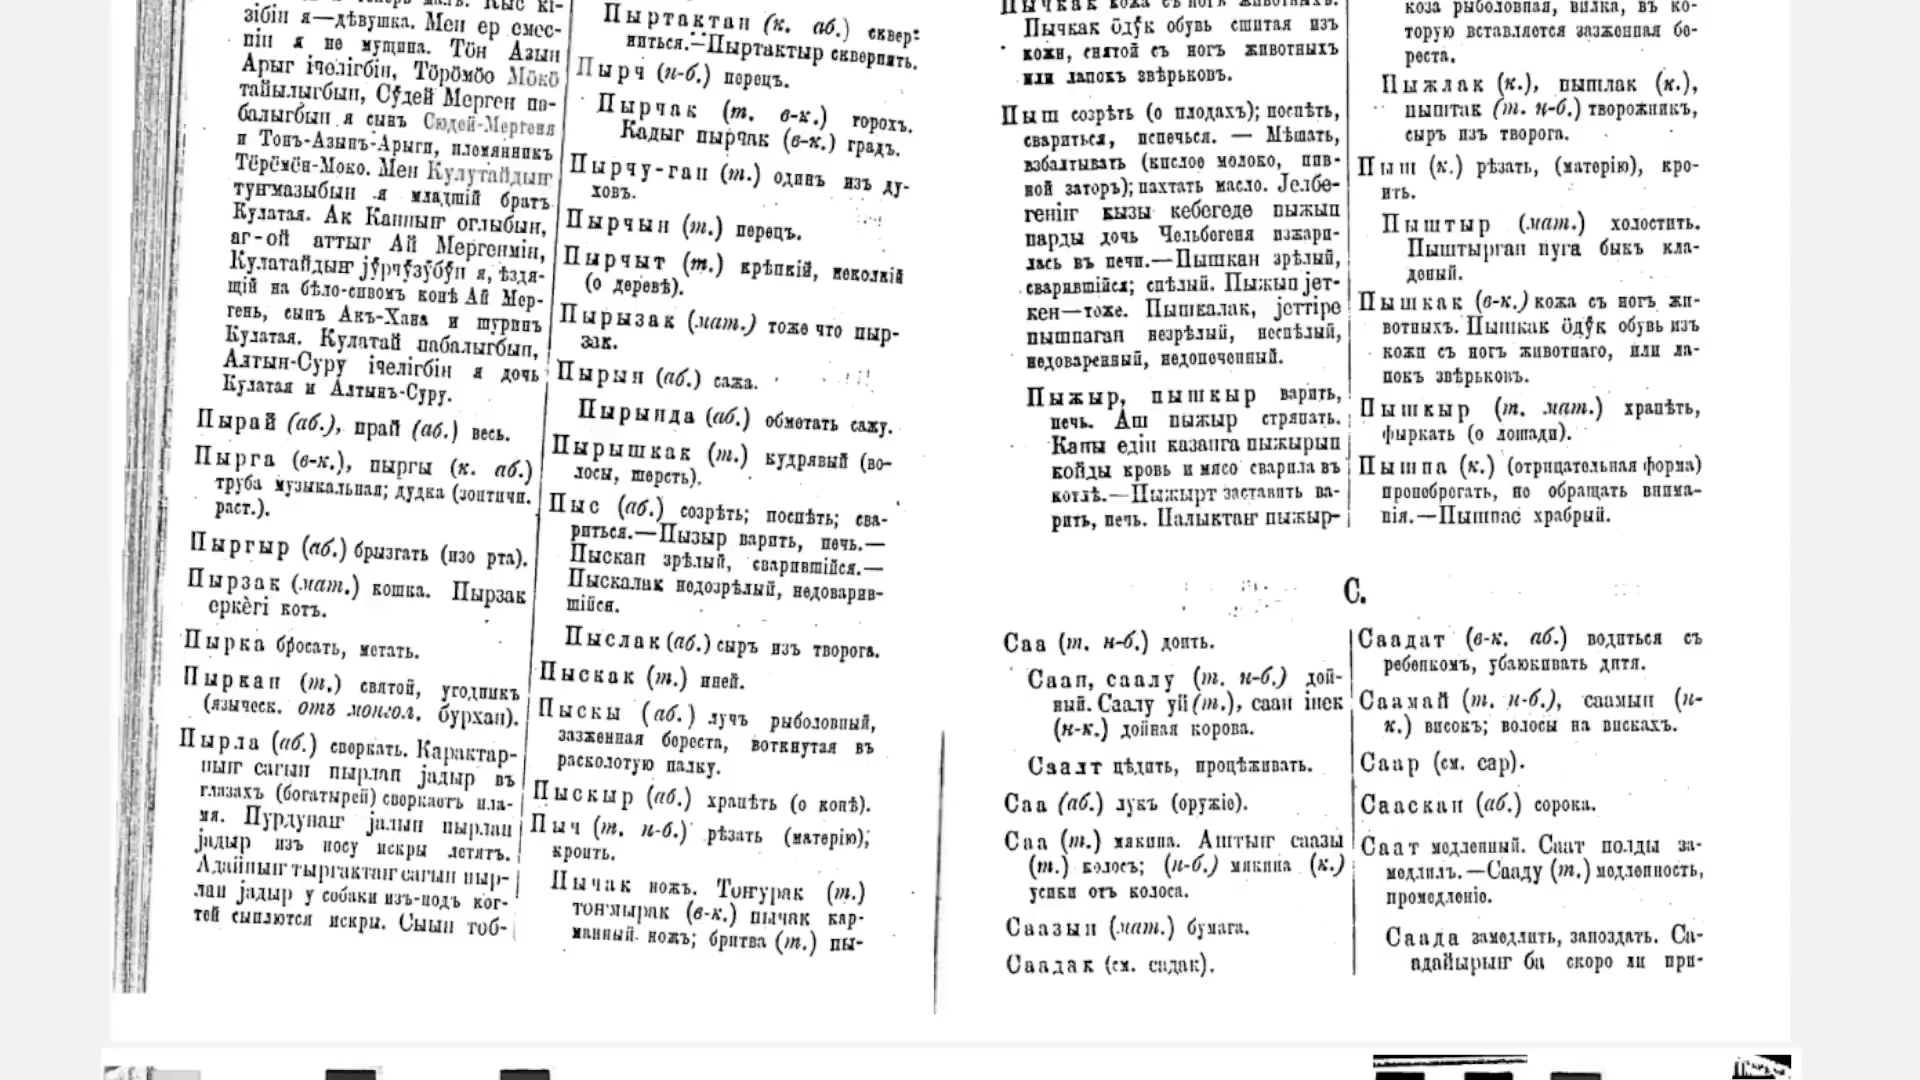 зібін я—дѣвушка. Мен ер емес-
пін я не мущина. Тöн Азын
Арыг ічелігбін, Тöрöмöо Мöкö
тайылыгбын, Сӱдей Мерген па-
балыгбын я сынъ Сюдей-Мергеня
и Тонъ-Азынъ-Арыги, племянникъ
Тёрёмён-Моко. Мен Кулутайдыҥ
туҥмазыбын я младшій братъ
Кулатая. Ак Канныҥ оглыбын,
аг-ой аттыг Ай Мергенмін,
Кулатайдыҥ јӱрчӱзӱбӱн я, ѣздя-
щій на бѣло-сивомъ конѣ Ай Мер-
гень, сынъ Акъ-Хана и шуринъ
Кулатая. Кулатай пабалыгбын,
Алтын-Суру ічелігбін я дочь
Кулатая и Алтынъ-Суру.
Пырай (аб.), прай (аб.) весь.
Пырга (в-к.), пыргы (к. аб.)
труба музыкальная; дудка (зонтичн.
раст.).
Пыргыр (аб.) брызгать (изо рта).
Пырзак (мат.) кошка. Пырзак
еркегі котъ.
Пырка бросать, метать.
Пыркан (т.) святой, угодникъ
(языческ. отъ монгол. бурхан).
Пырла (аб.) сверкать. Карактар-
ныҥ сагын пырлап јадыр въ
глазахъ (богатырей) сверкаетъ пла-
мя. Пурдунаҥ јалын пырлап
јадыр изъ носу искры летятъ.
Адайныҥ тыргактаҥ сагын пыр-
лап јадыр у собаки изъ-подъ ког-
тей сыплются искры. Сыын тоб-
Пыртактан (к. аб.) сквер-
ниться.—Пыртактыр сквернить.
Пырч (н-б.) перецъ.
Пырчак (т. в-к.) горохъ.
Кадыг пырчак (в-к.) градъ.
Пырчу-ган (т.) одинъ изъ ду-
ховъ.
Пырчын (т.) перецъ.
Пырчыт (т.) крѣпкій, неколкій
(о деревѣ).
Пырызак (мат.) тоже что пыр-
зак.
Пырын (аб.) сажа.
Пырында (аб.) обметать сажу.
Пырышкак (т.) кудрявый (во-
лосы, шерсть).
Пыс (аб.) созрѣть; поспѣть; сва-
риться.—Пызыр варить, печь.—
Пыскан зрѣлый, сварившійся.—
Пыскалак недозрѣлый, недоварив-
шійся.
Пыслак (аб.) сыръ изъ творога.
Пыскак (т.) иней.
Пыскы (аб.) лучъ рыболовный,
зазженная береста, воткнутая въ
расколотую палку.
Пыскыр (аб.) храпѣть (о конѣ).
Пыч (т. н-б.) рѣзать (матерію);
кроить.
Пычак ножъ. Тоҥурак (т.)
тоҥмырак (в-к.) пычак кар-
манный ножъ; бритва (т.) пы-
Пычкак ӧдӱк обувь сшитая изъ
кожи, снятой съ ногъ животныхъ
или лапокъ звѣрьковъ.
Пыш созрѣть (о плодахъ); поспѣть,
свариться, испечься. — Мѣшать,
взбалтывать (кислое молоко, пив-
ной заторъ); пахтать масло. Јелбе-
геніҥ кызы кебегеде пыжып
парды дочь Чельбегеня изжари-
лась въ печи.—Пышкан зрѣлый,
сварившійся; спѣлый. Пыжып јет-
кен—тоже. Пышкалак, јеттіре
пышпаган незрѣлый, неспѣлый,
недоваренный, недопеченный.
Пыжыр, пышкыр варить,
печь. Аш пыжыр стряпать.
Каны едін казанга пыжырып
койды кровь и мясо сварила въ
котлѣ.—Пыжырт заставить ва-
рить, печь. Палыктаҥ пыжыр-
коза рыболовная, вилка, въ ко-
торую вставляется зазженная бе-
реста.
Пыжлак (к.), пышлак (к.),
пыштак (т. н-б.) творожникъ,
сыръ изъ творога.
Пыш (к.) рѣзать, (матерію), кро-
ить.
Пыштыр (мат.) холостить.
Пыштырган пуга быкъ кла-
деный.
Пышкак (в-к.) кожа съ ногъ жи-
вотныхъ. Пышкак ӧдӱк обувь изъ
кожи съ ногъ животнаго, или ла-
покъ звѣрьковъ.
Пышкыр (т. мат.) храпѣть,
фыркать (о лошади).
Пышпа (к.) (отрицательная форма)
пренебрегать, не обращать внима-
нія.—Пышпас храбрый.
С.
Саа (т. н-б.) доить.
Саап, саалу (т. н-б.) дой-
ный. Саалу уй (т.), саап інек
(н-к.) дойная корова.
Саалт цѣдить, процѣживать.
Саа (аб.) лукъ (оружіе).
Саа (т.) мякина. Аштыҥ саазы
(т.) колосъ; (н-б.) мякина (к.)
усики отъ колоса.
Саазын (мат.) бумага.
Саадак (см. садак).
Саадат (в-к. аб.) водиться съ
ребенкомъ, убаюкивать дитя.
Саамай (т. н-б.), саамын (н-
к.) високъ; волосы на вискахъ.
Саар (см. сар).
Сааскан (аб.) сорока.
Саат медленный. Саат полды за-
медлилъ.—Сааду (т.) медленность,
промедленіе.
Саада замедлить, запоздать. Са-
адайырыҥ ба скоро ли при-